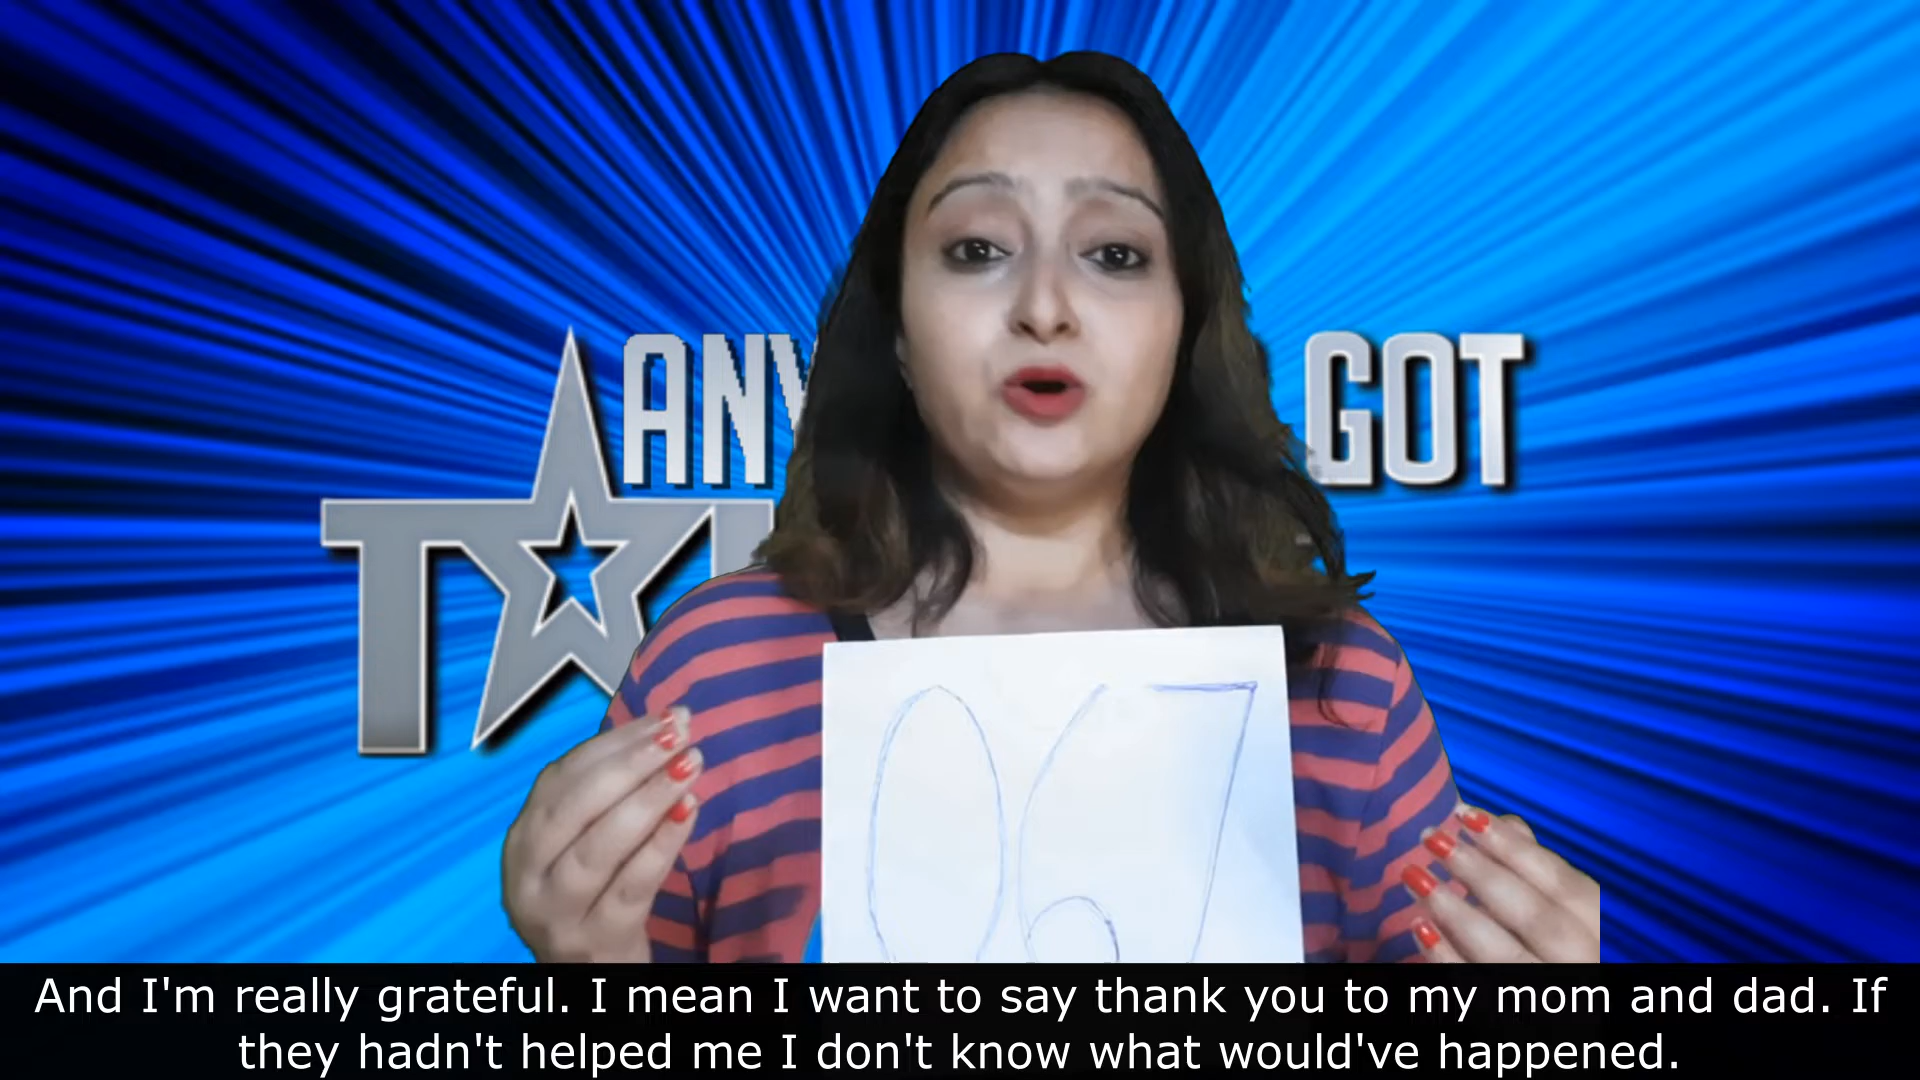 ANY
GOT
TAL
067
And I'm really grateful. I mean I want to say thank you to my mom and dad. If
they hadn't helped me I don't know what would've happened.